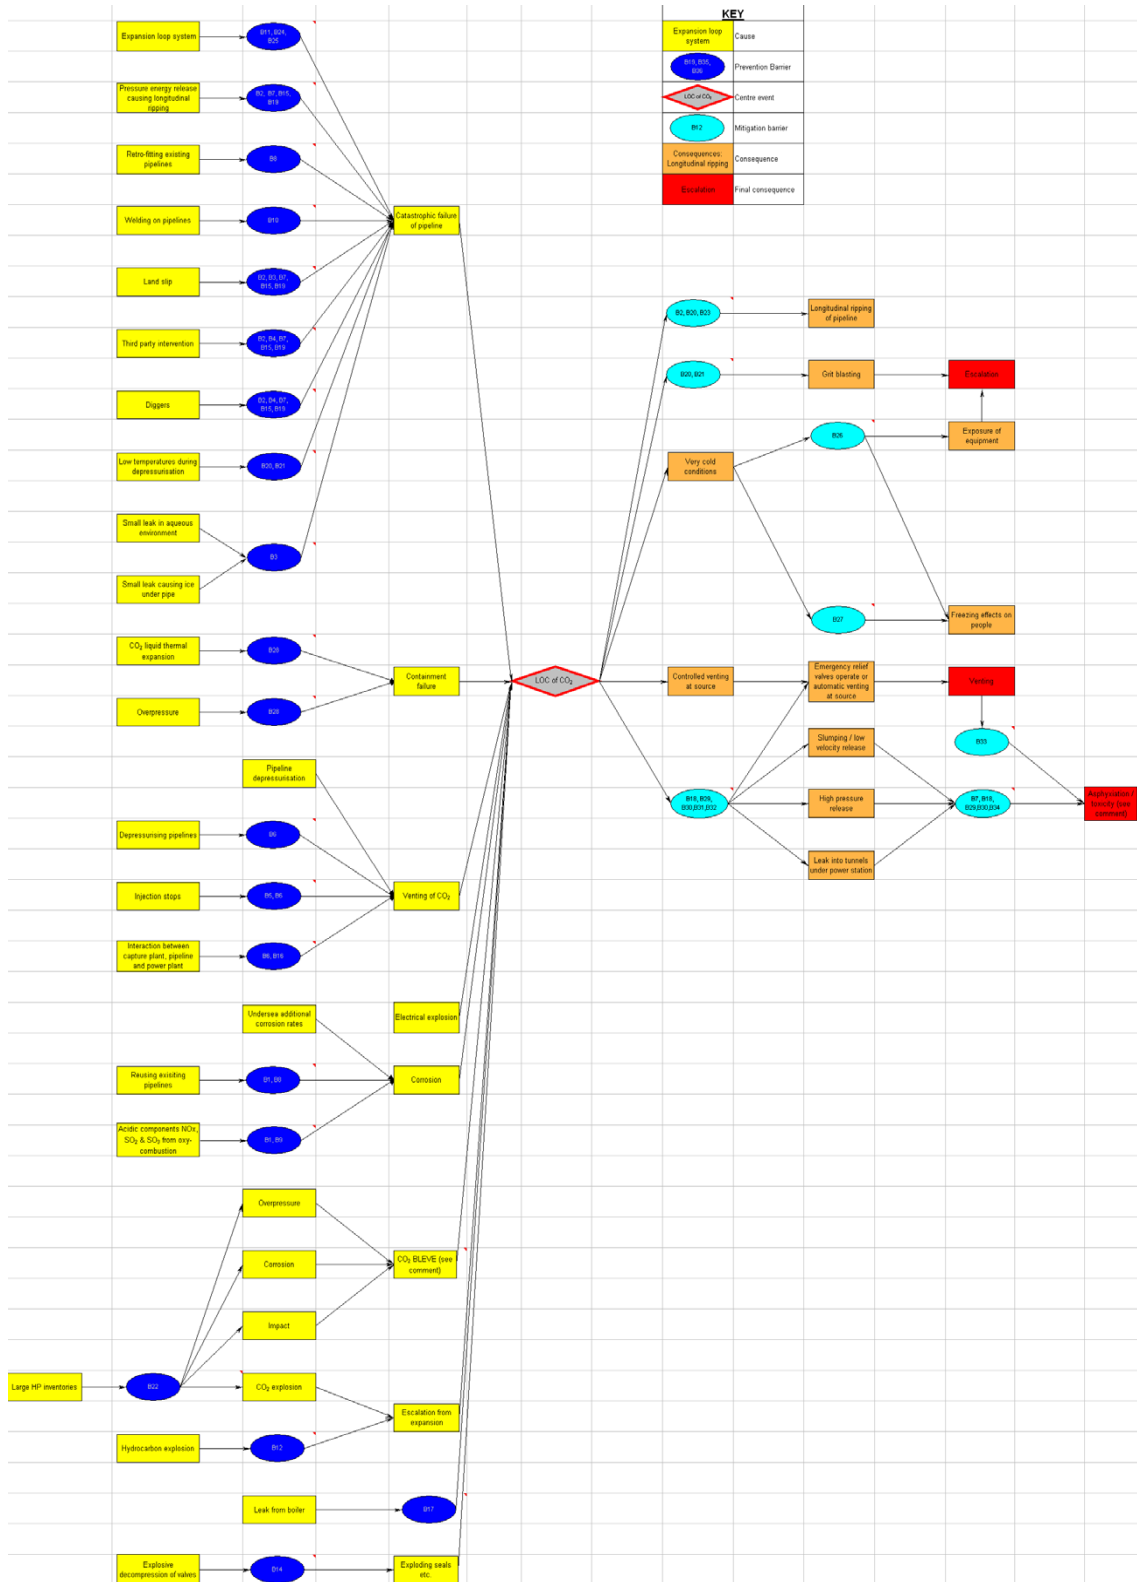 KEY
Expansion loop
system
Cause
B19, B35,
B36
Prevention Barrier
LOC of CO₂
Centre event
B12
Mitigation barrier
Consequences:
Longitudinal ripping
Consequence
Escalation
Final consequence
Expansion loop system
B11, B24,
B25
Pressure energy release
causing longitudinal
ripping
B2, B7, B15,
B19
Retro-fitting existing
pipelines
B8
Welding on pipelines
B10
Catastrophic failure
of pipeline
Land slip
B2, B3, B7,
B15, B19
Third party intervention
B2, B4, B7,
B15, B19
Diggers
B2, B4, B7,
B15, B19
Low temperatures during
depressurisation
B20, B21
Small leak in aqueous
environment
B3
Small leak causing ice
under pipe
CO₂ liquid thermal
expansion
B28
Containment
failure
Overpressure
B28
Pipeline
depressurisation
Depressurising pipelines
B6
Injection stops
B5, B6
Venting of CO₂
Interaction between
capture plant, pipeline
and power plant
B6, B16
Undersea additional
corrosion rates
Electrical explosion
Reusing exisiting
pipelines
B1, B8
Corrosion
Acidic components NOx,
SO₂ & SO₃ from oxy-
combustion
B1, B9
Overpressure
Corrosion
CO₂ BLEVE (see
comment)
Impact
Large HP inventories
B22
CO₂ explosion
Escalation from
expansion
Hydrocarbon explosion
B12
Leak from boiler
B17
Explosive
decompression of valves
B14
Exploding seals
etc.
LOC of CO₂
B2, B20, B23
Longitudinal ripping
of pipeline
B20, B21
Grit blasting
Escalation
Very cold
conditions
B26
Exposure of
equipment
B27
Freezing effects on
people
Controlled venting
at source
Emergency relief
valves operate or
automatic venting
at source
Venting
B33
Slumping / low
velocity release
B18, B29,
B30,B31,B32
High pressure
release
B7, B18,
B29,B30,B34
Asphyxiation /
toxicity (see
comment)
Leak into tunnels
under power station